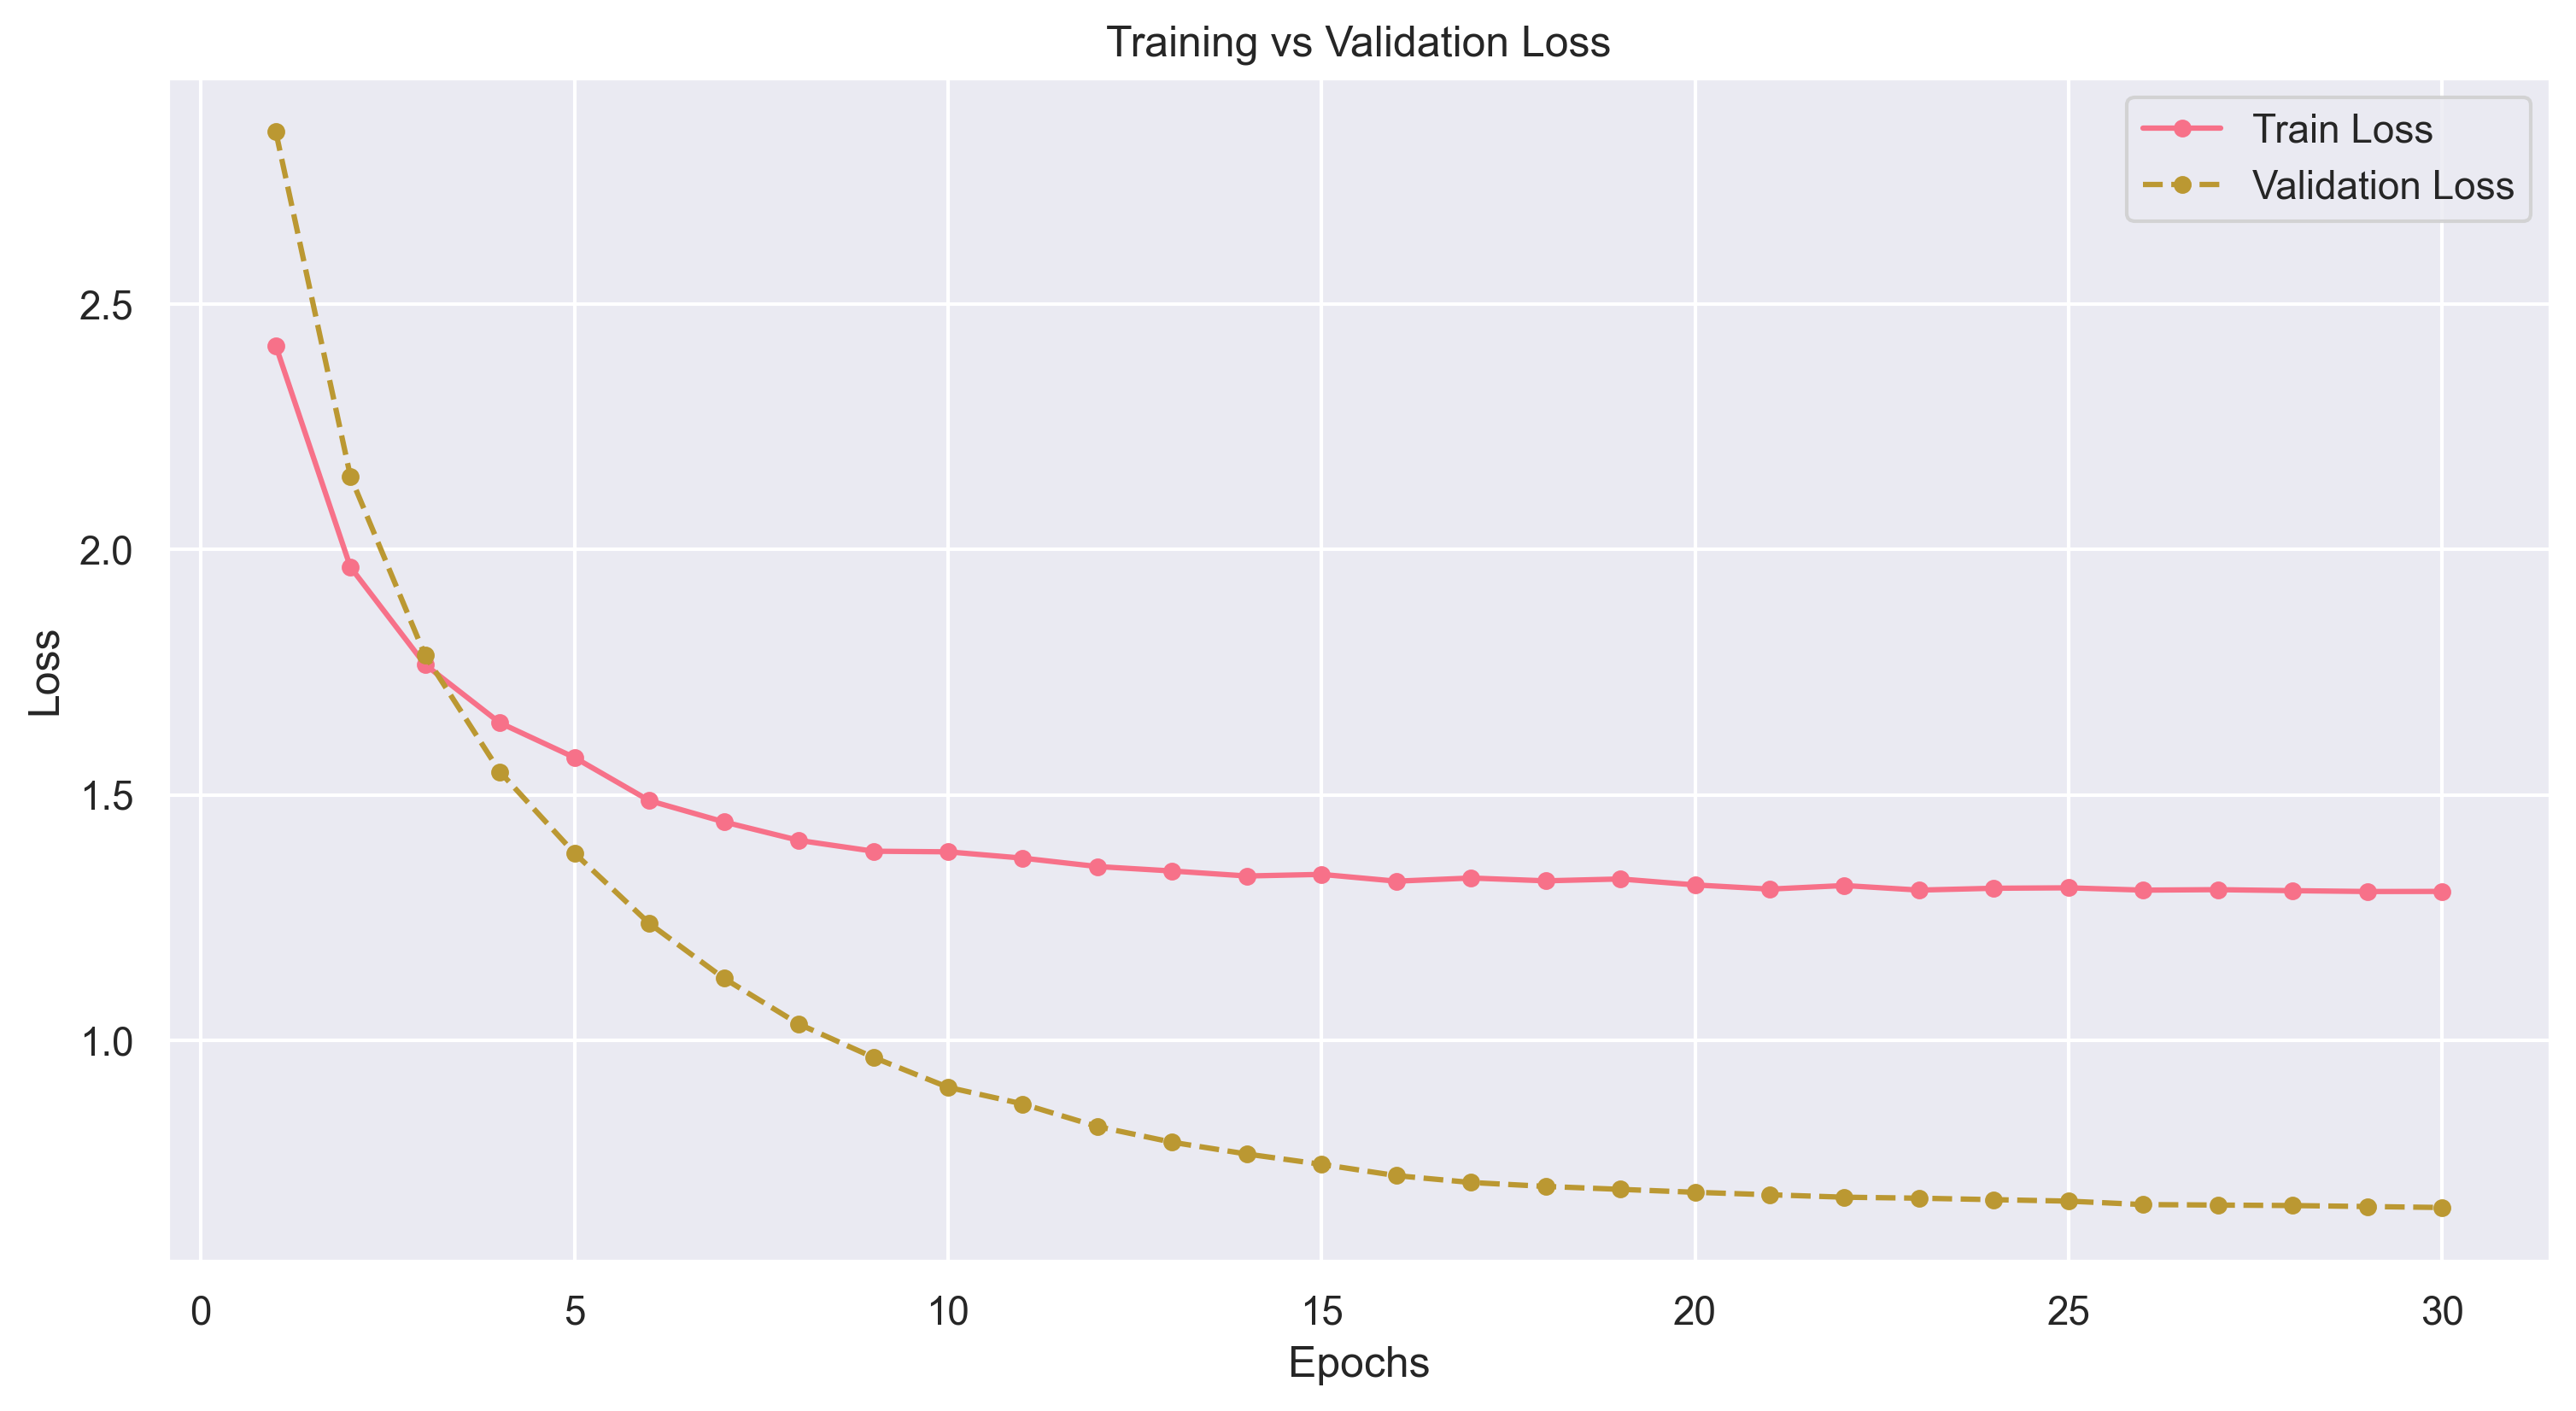 Training vs Validation Loss
Train Loss
Validation Loss
2.5
2.0
1.5
1.0
Loss
0 5 10 15 20 25 30
Epochs